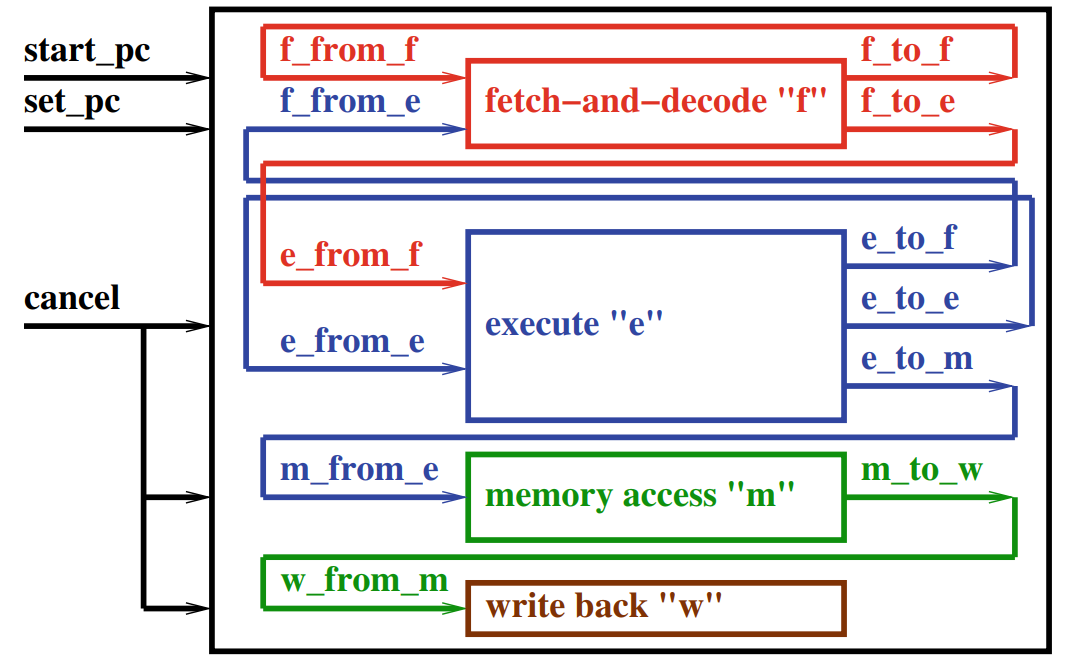 start_pc
set_pc
cancel
f_from_f
f_to_f
f_from_e
fetch–and–decode "f"
f_to_e
e_from_f
e_to_f
execute "e"
e_to_e
e_from_e
e_to_m
m_from_e
memory access "m"
m_to_w
w_from_m
write back "w"